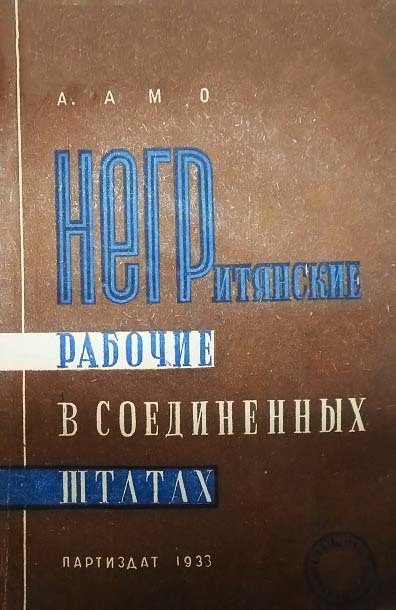 А. АМО
НЕГРИТЯНСКИЕ
РАБОЧИЕ
В СОЕДИНЕННЫХ
ШТАТАХ
ПАРТИЗДАТ 1933